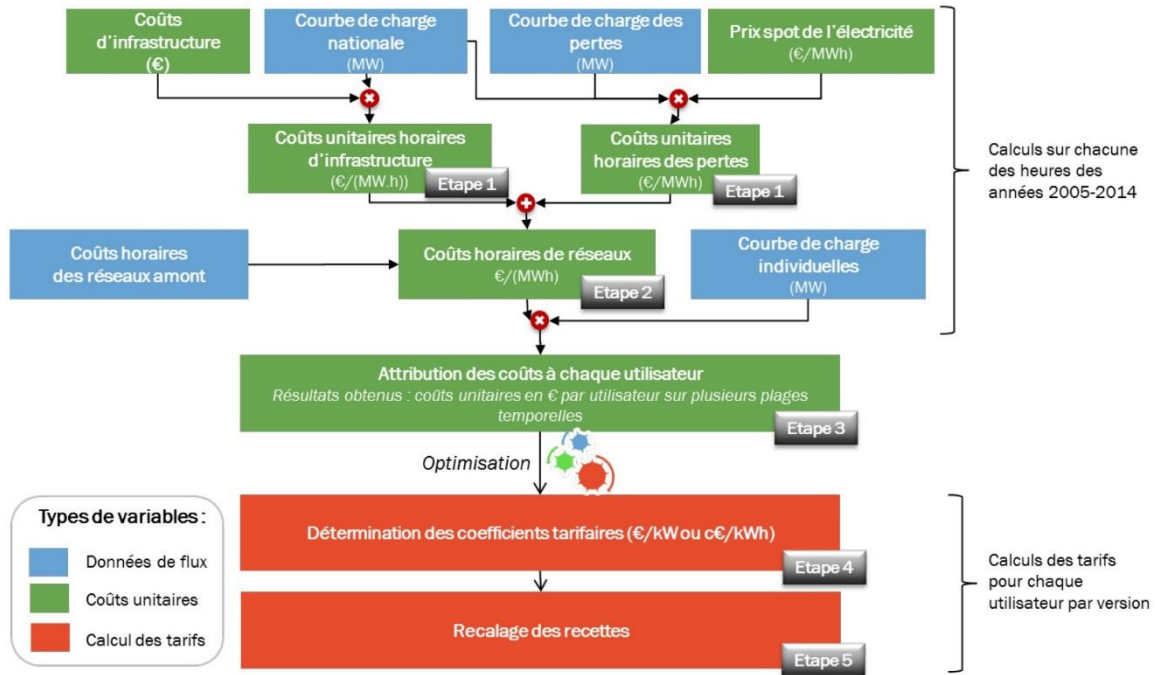 Coûts
d'infrastructure
(€)
Courbe de charge
nationale
(MW)
Courbe de charge des
pertes
(MW)
Prix spot de l'électricité
(€/MWh)
Coûts unitaires horaires
d'infrastructure
(€/(MW.h))
Etape 1
Coûts unitaires
horaires des pertes
(€/MWh)
Etape 1
Calculs sur chacune
des heures des
années 2005-2014
Coûts horaires
des réseaux amont
Coûts horaires de réseaux
€/(MWh)
Etape 2
Courbe de charge
individuelles
(MW)
Attribution des coûts à chaque utilisateur
Résultats obtenus : coûts unitaires en € par utilisateur sur plusieurs plages
temporelles
Etape 3
Optimisation
Types de variables :
Données de flux
Coûts unitaires
Calcul des tarifs
Détermination des coefficients tarifaires (€/kW ou c€/kWh)
Etape 4
Recalage des recettes
Etape 5
Calculs des tarifs
pour chaque
utilisateur par version